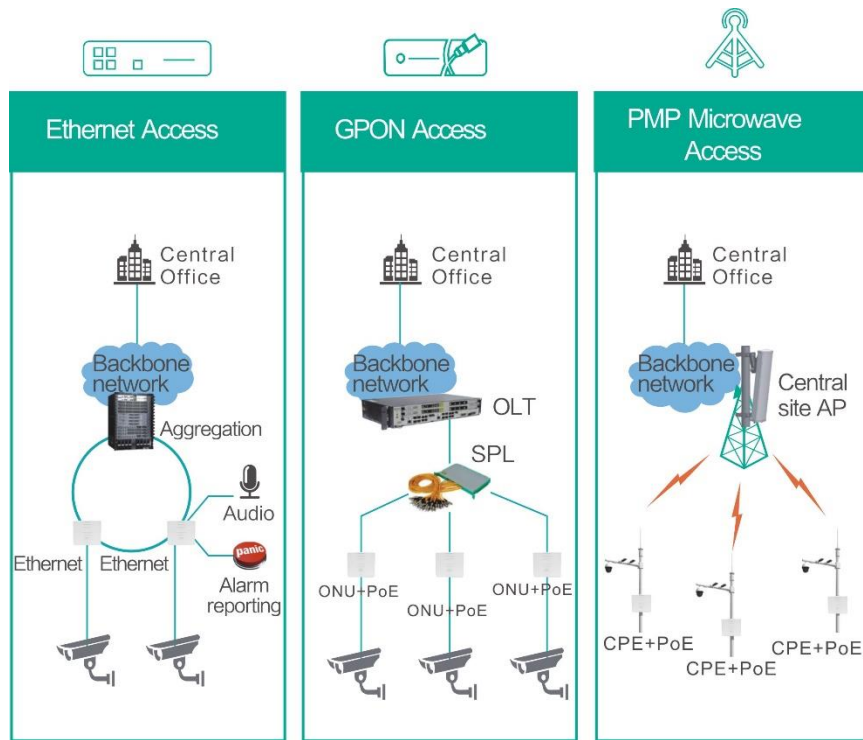 Ethernet Access
Central
Office
Backbone
network
Aggregation
Audio
panic
Ethernet
Ethernet
Alarm
reporting
GPON Access
Central
Office
Backbone
network
OLT
SPL
ONU+PoE
ONU+PoE
ONU+PoE
PMP Microwave
Access
Central
Office
Backbone
network
Central
site AP
CPE+PoE
CPE+PoE
CPE+PoE